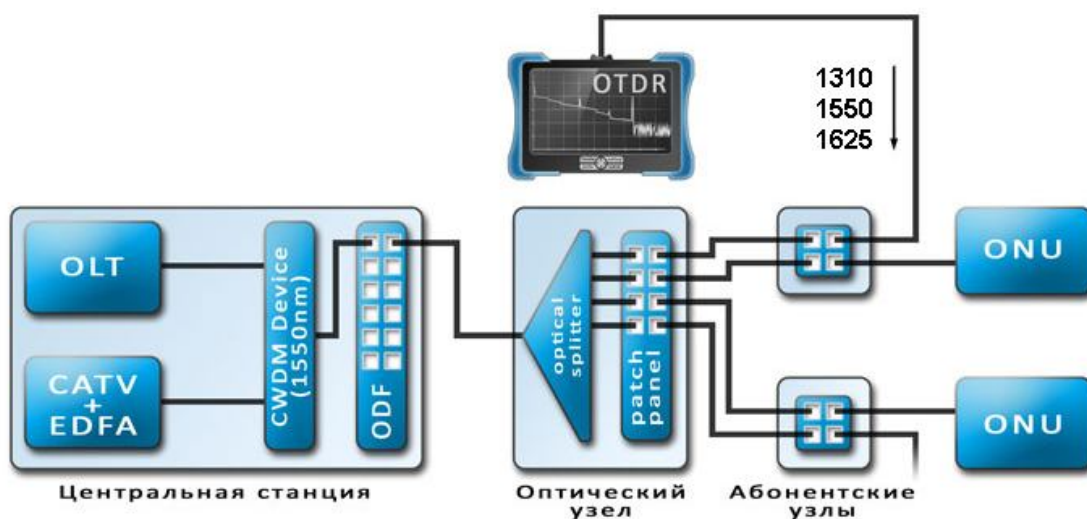 OTDR
1310
1550
1625
OLT
CATV
+
EDFA
CWDM Device
(1550nm)
ODF
optical
splitter
patch
panel
ONU
ONU
Центральная станция
Оптический
узел
Абонентские
узлы